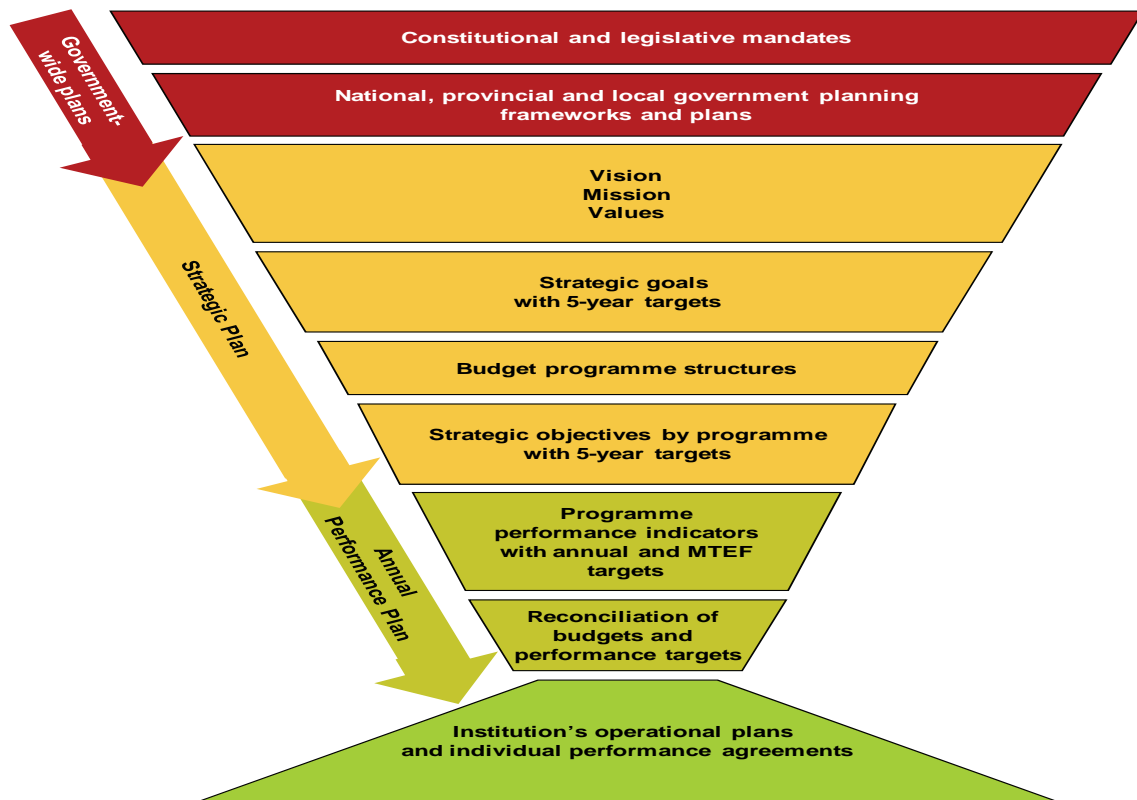 Government-
wide plans
Constitutional and legislative mandates
National, provincial and local government planning
frameworks and plans
Strategic Plan
Vision
Mission
Values
Strategic goals
with 5-year targets
Budget programme structures
Strategic objectives by programme
with 5-year targets
Annual
Performance Plan
Programme
performance indicators
with annual and MTEF
targets
Reconciliation of
budgets and
performance targets
Institution's operational plans
and individual performance agreements